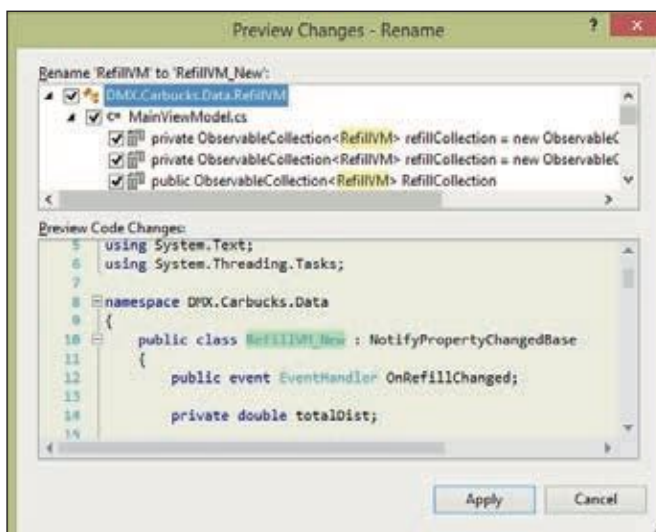 Preview Changes - Rename
?
x
Rename 'RefillVM' to 'RefillVM_New':
DMX.Carbucks.Data.RefillVM
C# MainViewModel.cs
private ObservableCollection<RefillVM> refillCollection = new ObservableC
private ObservableCollection<RefillVM> refillCollection = new ObservableC
public ObservableCollection<RefillVM> RefillCollection
Preview Code Changes:
5 using System.Text;
6 using System.Threading.Tasks;
7
8 namespace DMX.Carbucks.Data
9 {
10 public class RefillVM_New : NotifyPropertyChangedBase
11 {
12 public event EventHandler OnRefillChanged;
13
14 private double totalDist;
15
Apply
Cancel